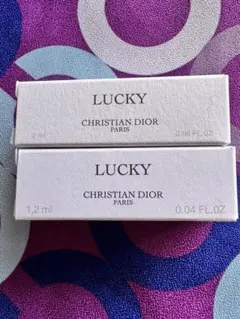 LUCKY
CHRISTIAN DIOR
PARIS
2 ml 0.06 FL.OZ
LUCKY
CHRISTIAN DIOR
PARIS
1,2 ml 0.04 FL.OZ